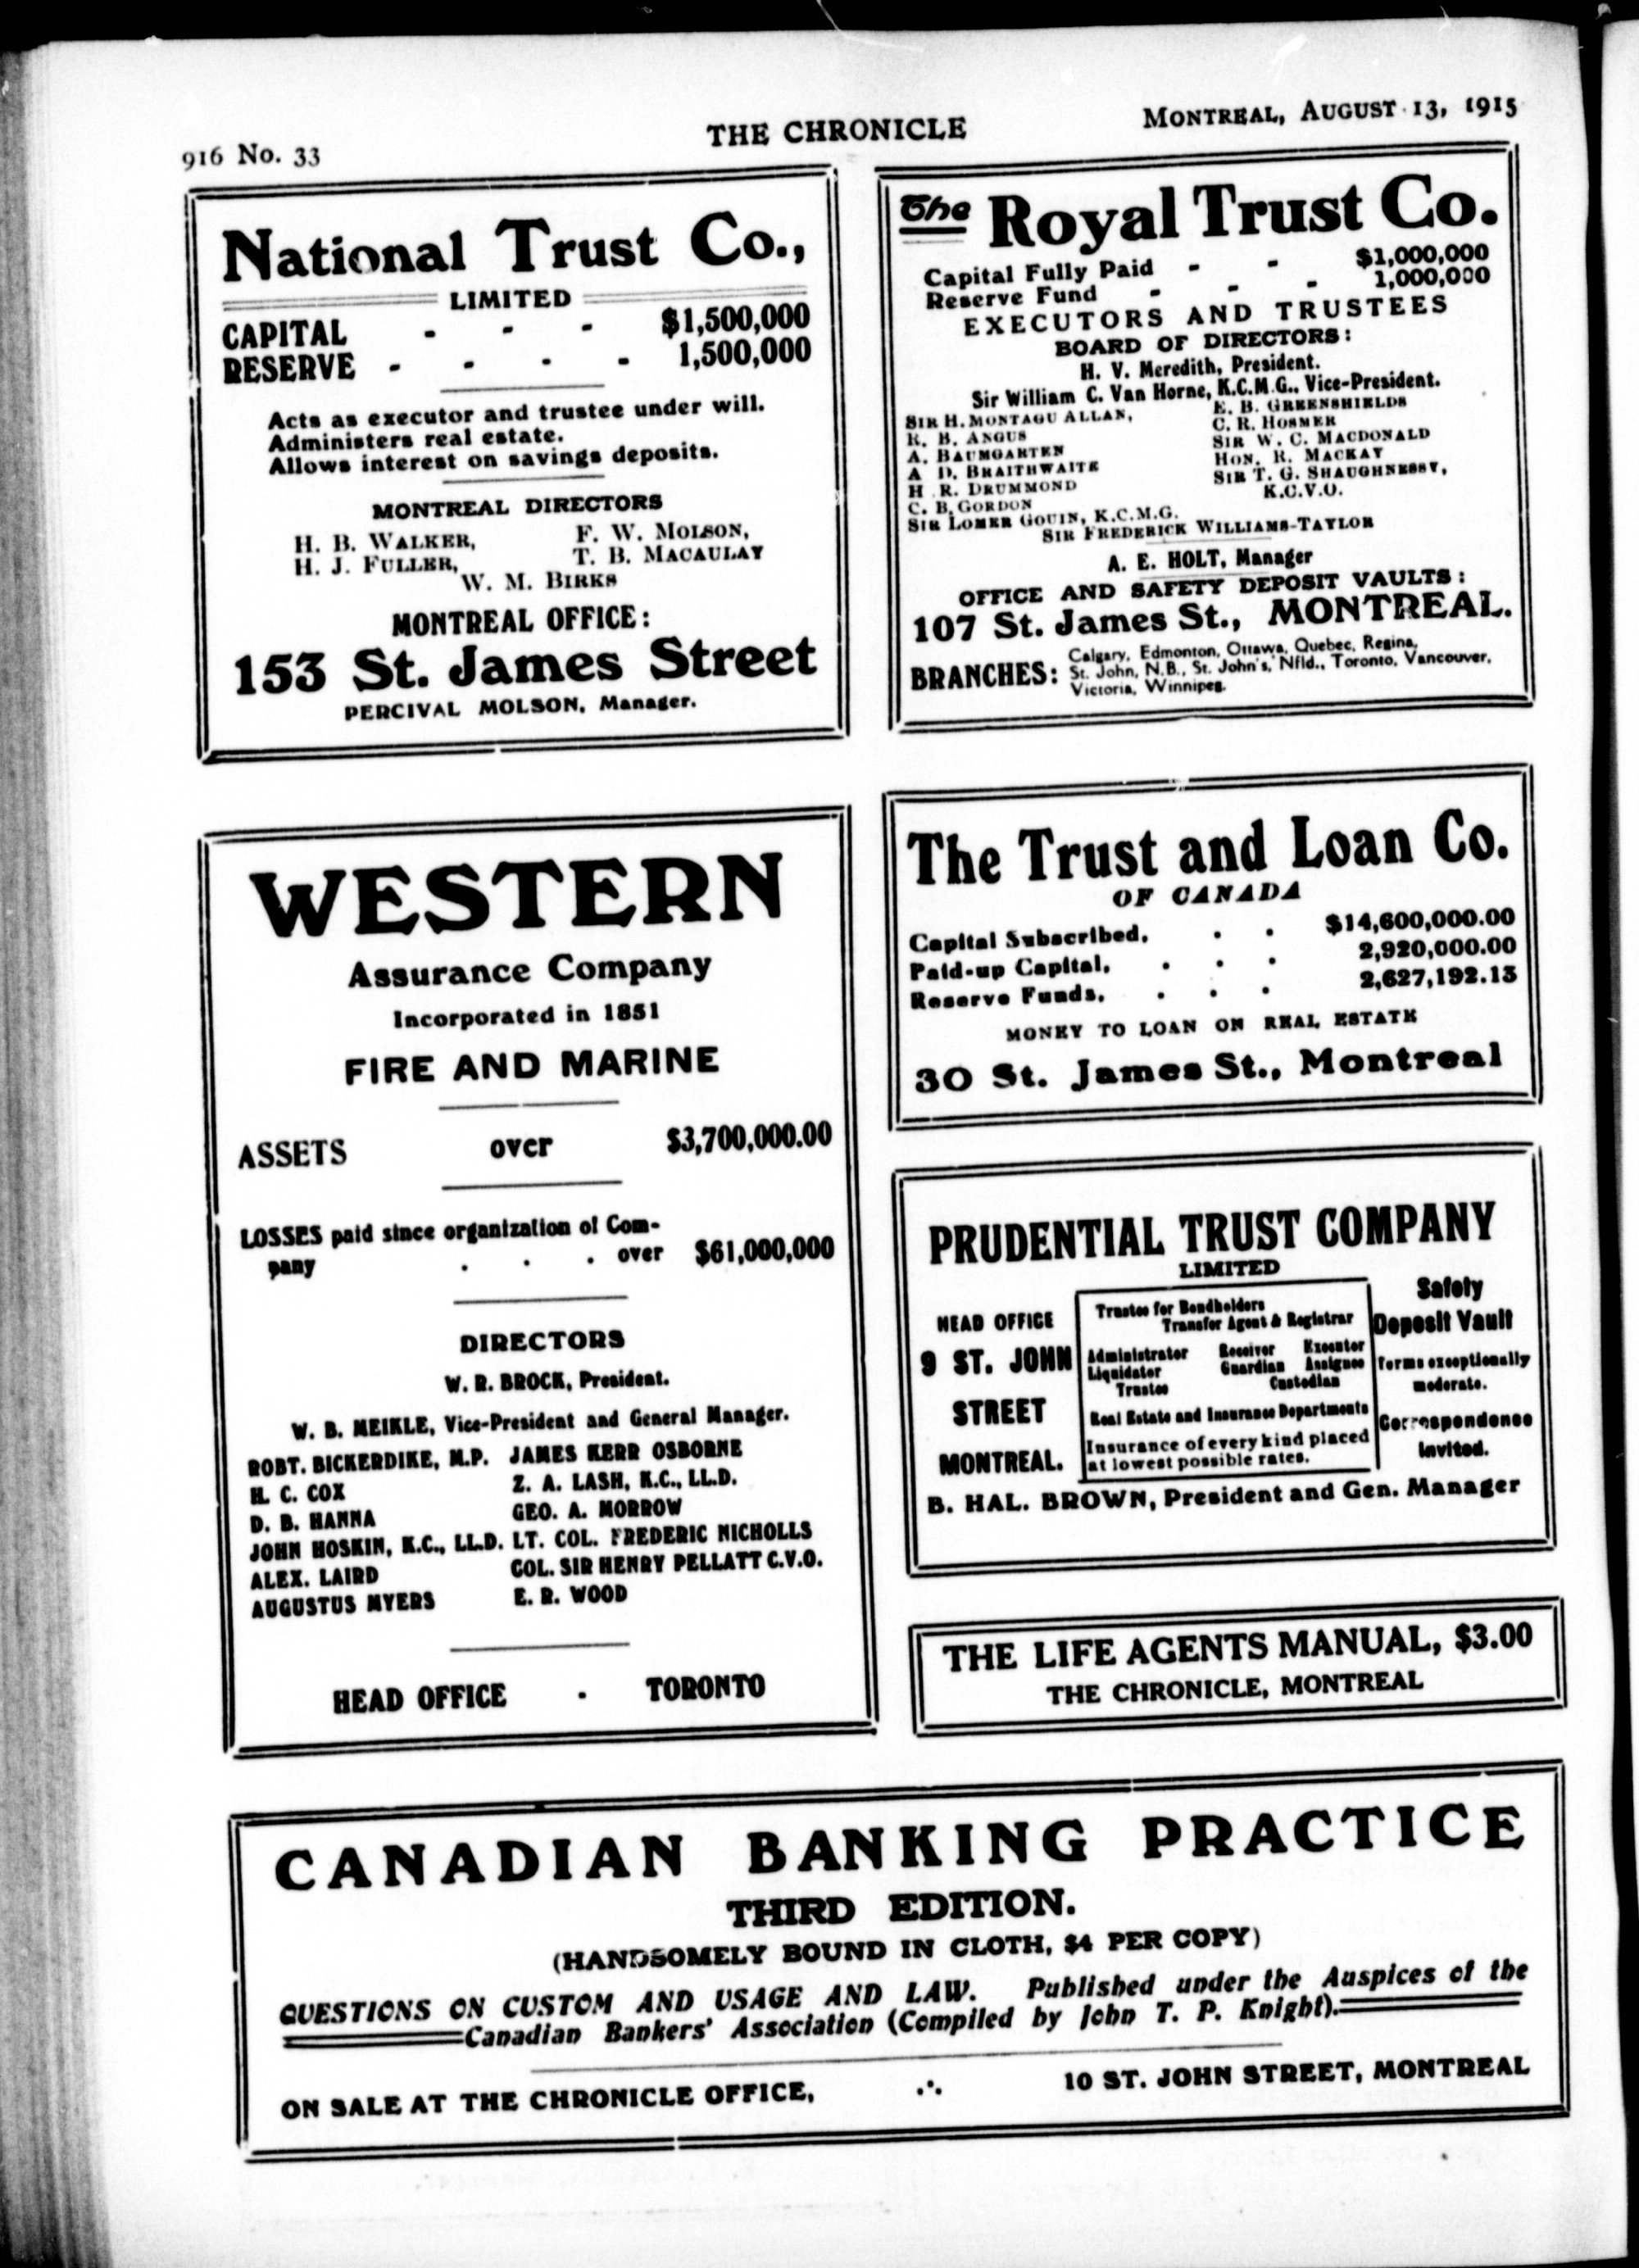 916 No. 33
THE CHRONICLE
MONTREAL, AUGUST 13, 1915
National Trust Co.,
LIMITED
CAPITAL - - - $1,500,000
RESERVE - - - - 1,500,000
Acts as executor and trustee under will.
Administers real estate.
Allows interest on savings deposits.
MONTREAL DIRECTORS
H. B. WALKER, F. W. MOLSON,
H. J. FULLER, T. B. MACAULAY
W. M. BIRKS
MONTREAL OFFICE:
153 St. James Street
PERCIVAL MOLSON, Manager.
The Royal Trust Co.
Capital Fully Paid - - $1,000,000
Reserve Fund - - - 1,000,000
EXECUTORS AND TRUSTEES
BOARD OF DIRECTORS:
H. V. Meredith, President.
Sir William C. Van Horne, K.C.M.G., Vice-President.
SIR H. MONTAGU ALLAN, E. B. GREENSHIELDS
R. B. ANGUS C. R. HOSMER
A. BAUMGARTEN SIR W. C. MACDONALD
A D. BRAITHWAITE HON. R. MACKAY
H. R. DRUMMOND SIR T. G. SHAUGHNESSY,
C. B. GORDON K.C.V.O.
SIR LOMER GOUIN, K.C.M.G.
SIR FREDERICK WILLIAMS-TAYLOR
A. E. HOLT, Manager
OFFICE AND SAFETY DEPOSIT VAULTS:
107 St. James St., MONTREAL.
BRANCHES: Calgary, Edmonton, Ottawa, Quebec, Regina,
St. John, N.B., St. John's, Nfld., Toronto, Vancouver,
Victoria, Winnipeg.
WESTERN
Assurance Company
Incorporated in 1851
FIRE AND MARINE
ASSETS over $3,700,000.00
LOSSES paid since organization of Com-
pany . . . over $61,000,000
DIRECTORS
W. R. BROCK, President.
W. B. MEIKLE, Vice-President and General Manager.
ROBT. BICKERDIKE, M.P. JAMES KERR OSBORNE
H. C. COX Z. A. LASH, K.C., LL.D.
D. B. HANNA GEO. A. MORROW
JOHN HOSKIN, K.C., LL.D. LT. COL. FREDERIC NICHOLLS
ALEX. LAIRD COL. SIR HENRY PELLATT C.V.O.
AUGUSTUS MYERS E. R. WOOD
HEAD OFFICE . TORONTO
The Trust and Loan Co.
OF CANADA
Capital Subscribed, . . $14,600,000.00
Paid-up Capital, . . . 2,920,000.00
Reserve Funds, . . . 2,627,192.13
MONEY TO LOAN ON REAL ESTATE
30 St. James St., Montreal
PRUDENTIAL TRUST COMPANY
LIMITED
HEAD OFFICE
9 ST. JOHN
STREET
MONTREAL.
Trustee for Bondholders
Transfer Agent & Registrar
Administrator Receiver Executor
Liquidator Guardian Assignee
Trustee Custodian
Real Estate and Insurance Departments
Insurance of every kind placed
at lowest possible rates.
Safety
Deposit Vault
Terms exceptionally
moderate.
Correspondence
invited.
B. HAL. BROWN, President and Gen. Manager
THE LIFE AGENTS MANUAL, $3.00
THE CHRONICLE, MONTREAL
CANADIAN BANKING PRACTICE
THIRD EDITION.
(HANDSOMELY BOUND IN CLOTH, $4 PER COPY)
QUESTIONS ON CUSTOM AND USAGE AND LAW. Published under the Auspices of the
Canadian Bankers' Association (Compiled by John T. P. Knight).
ON SALE AT THE CHRONICLE OFFICE, ∴ 10 ST. JOHN STREET, MONTREAL